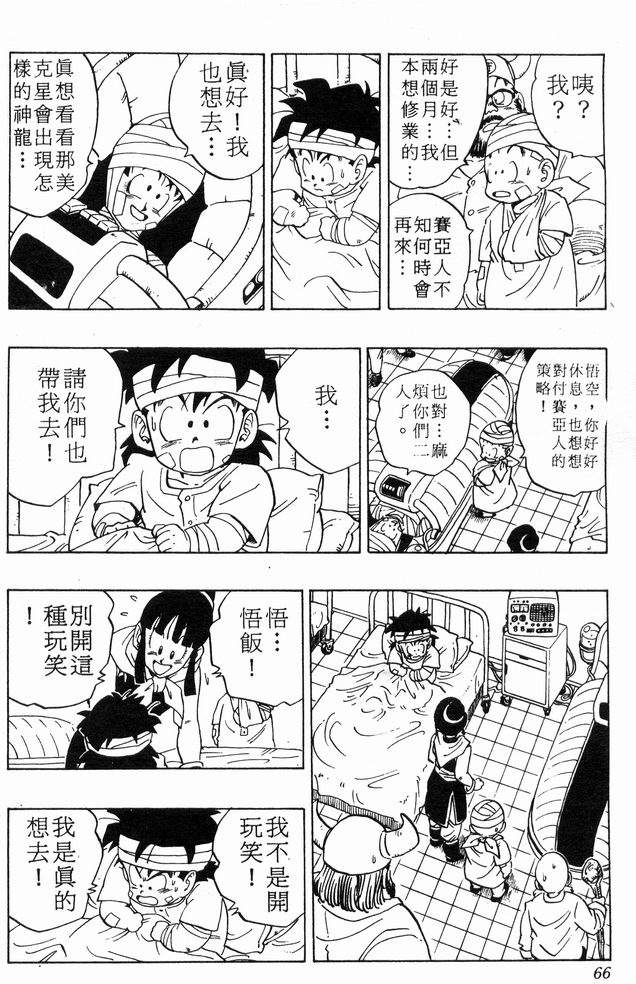 咦？
我？
好是好…但
兩個月…我
本想修業
的…
賽亞人不
知何時會
再來…
眞好！我
也想去…
眞想看看那美
克星會出現怎
樣的神龍…
悟空，你好好
休息，也想想
對付賽亞人的
策略！
也對…麻
煩你們二
人了。
我…
請你們也
帶我去！
悟…
悟飯！
別開這
種玩笑
！
我不是開
玩笑！
我是眞的
想去！
66